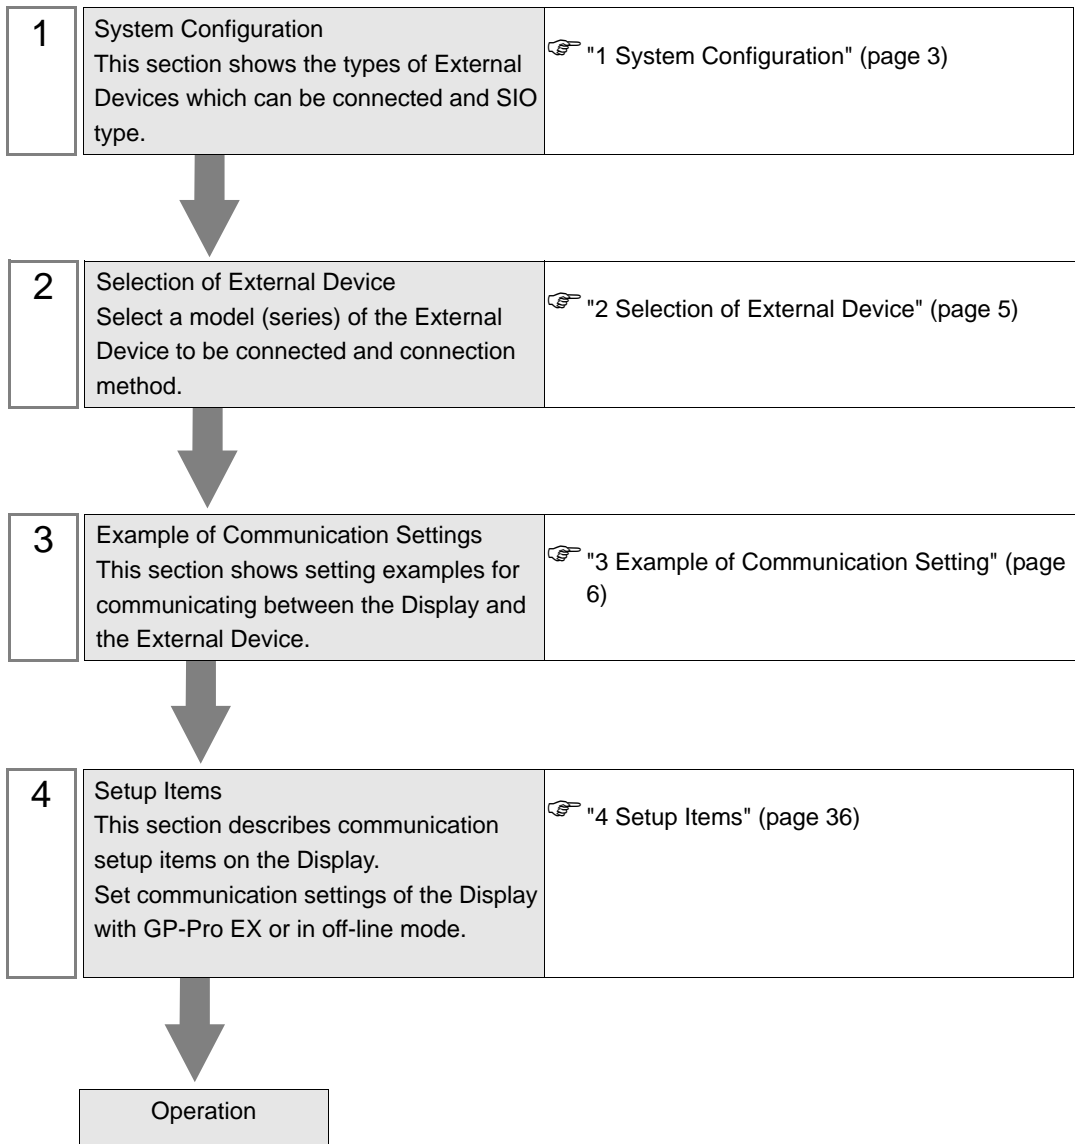 1
System Configuration
This section shows the types of External
Devices which can be connected and SIO
type.
"1 System Configuration" (page 3)
2
Selection of External Device
Select a model (series) of the External
Device to be connected and connection
method.
"2 Selection of External Device" (page 5)
3
Example of Communication Settings
This section shows setting examples for
communicating between the Display and
the External Device.
"3 Example of Communication Setting" (page
6)
4
Setup Items
This section describes communication
setup items on the Display.
Set communication settings of the Display
with GP-Pro EX or in off-line mode.
"4 Setup Items" (page 36)
Operation